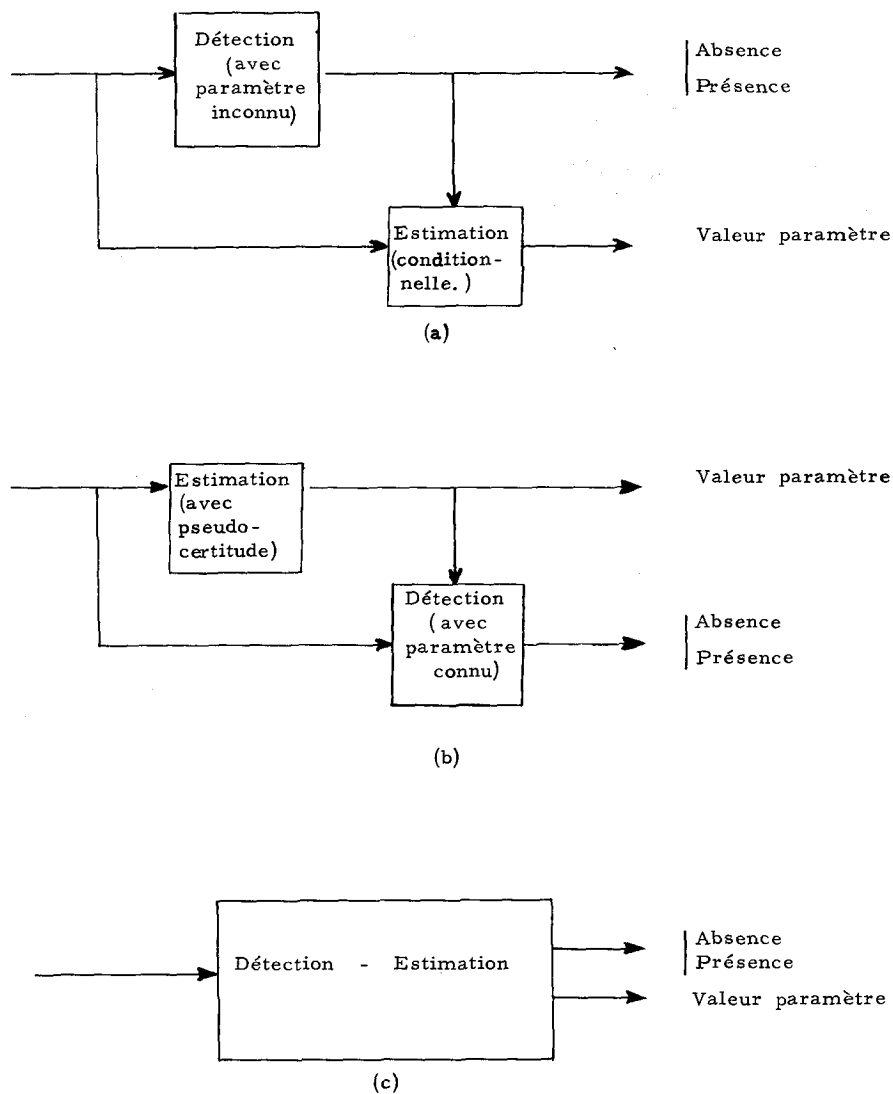 Détection
(avec
paramètre
inconnu)
Absence
Présence
Estimation
(condition-
nelle.)
Valeur paramètre
(a)
Estimation
(avec
pseudo-
certitude)
Valeur paramètre
Détection
(avec
paramètre
connu)
Absence
Présence
(b)
Détection - Estimation
Absence
Présence
Valeur paramètre
(c)